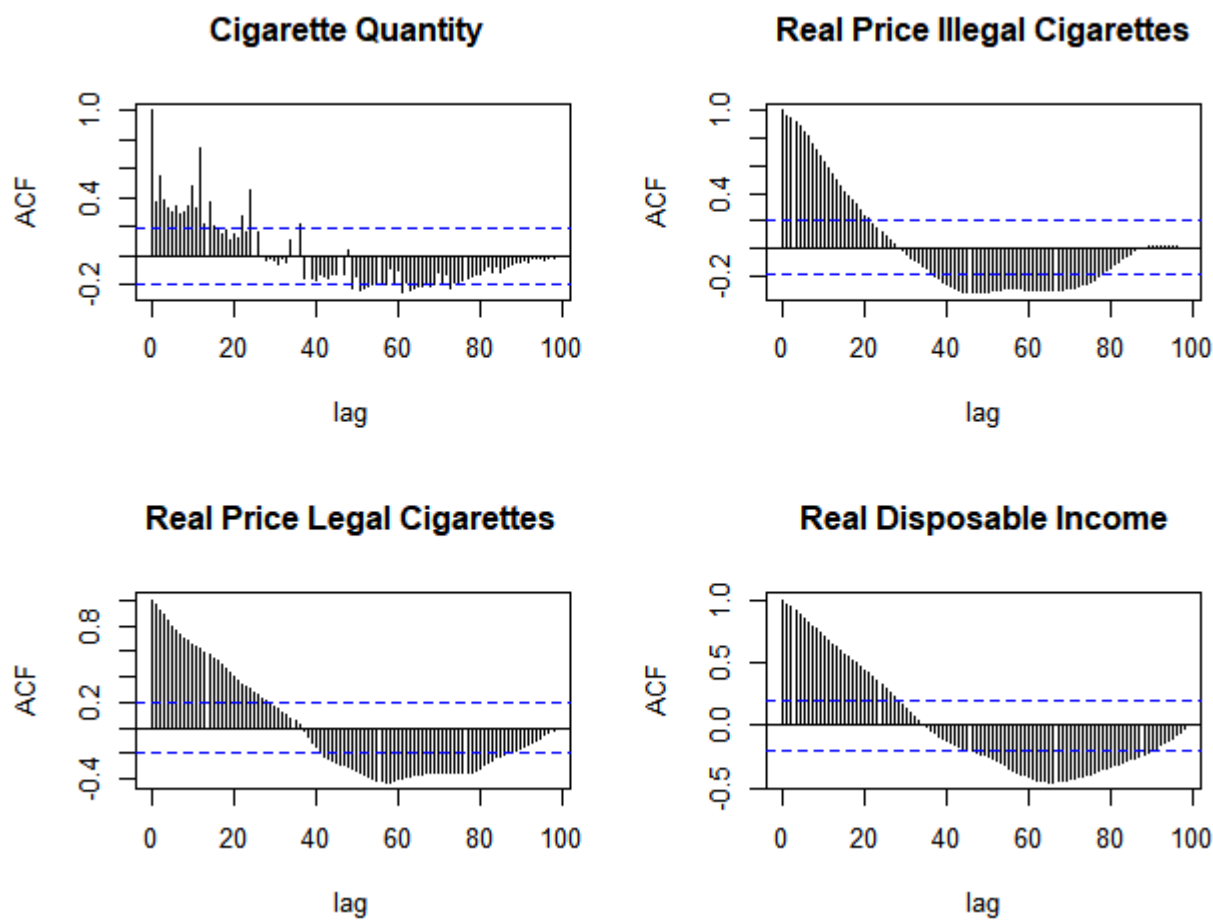 Cigarette Quantity
ACF
-0.2 0.4 1.0
0 20 40 60 80 100
lag
Real Price Illegal Cigarettes
ACF
-0.2 0.4 1.0
0 20 40 60 80 100
lag
Real Price Legal Cigarettes
ACF
-0.4 0.2 0.8
0 20 40 60 80 100
lag
Real Disposable Income
ACF
-0.5 0.0 0.5 1.0
0 20 40 60 80 100
lag